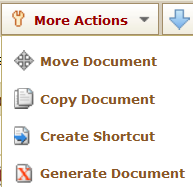 More Actions
Move Document
Copy Document
Create Shortcut
Generate Document